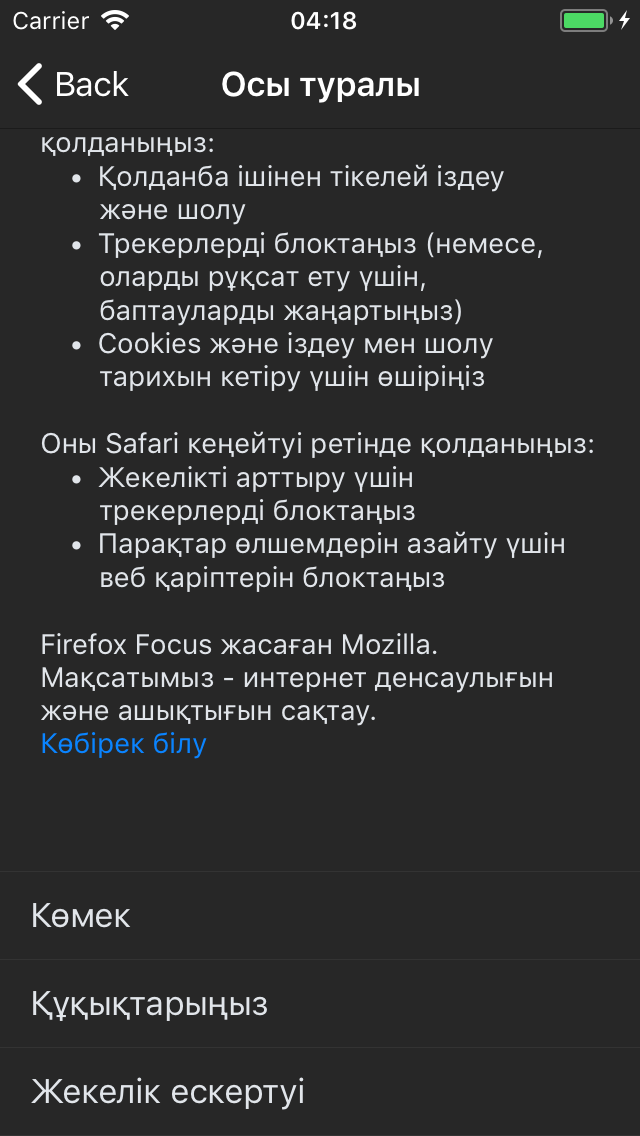 Carrier 04:18
Back Осы туралы
қолданыңыз:
• Қолданба ішінен тікелей іздеу
және шолу
• Трекерлерді блоктаңыз (немесе,
оларды рұқсат ету үшін,
баптауларды жаңартыңыз)
• Cookies және іздеу мен шолу
тарихын кетіру үшін өшіріңіз
Оны Safari кеңейтуі ретінде қолданыңыз:
• Жекелікті арттыру үшін
трекерлерді блоктаңыз
• Парақтар өлшемдерін азайту үшін
веб қаріптерін блоктаңыз
Firefox Focus жасаған Mozilla.
Мақсатымыз - интернет денсаулығын
және ашықтығын сақтау.
Көбірек білу
Көмек
Құқықтарыңыз
Жекелік ескертуі